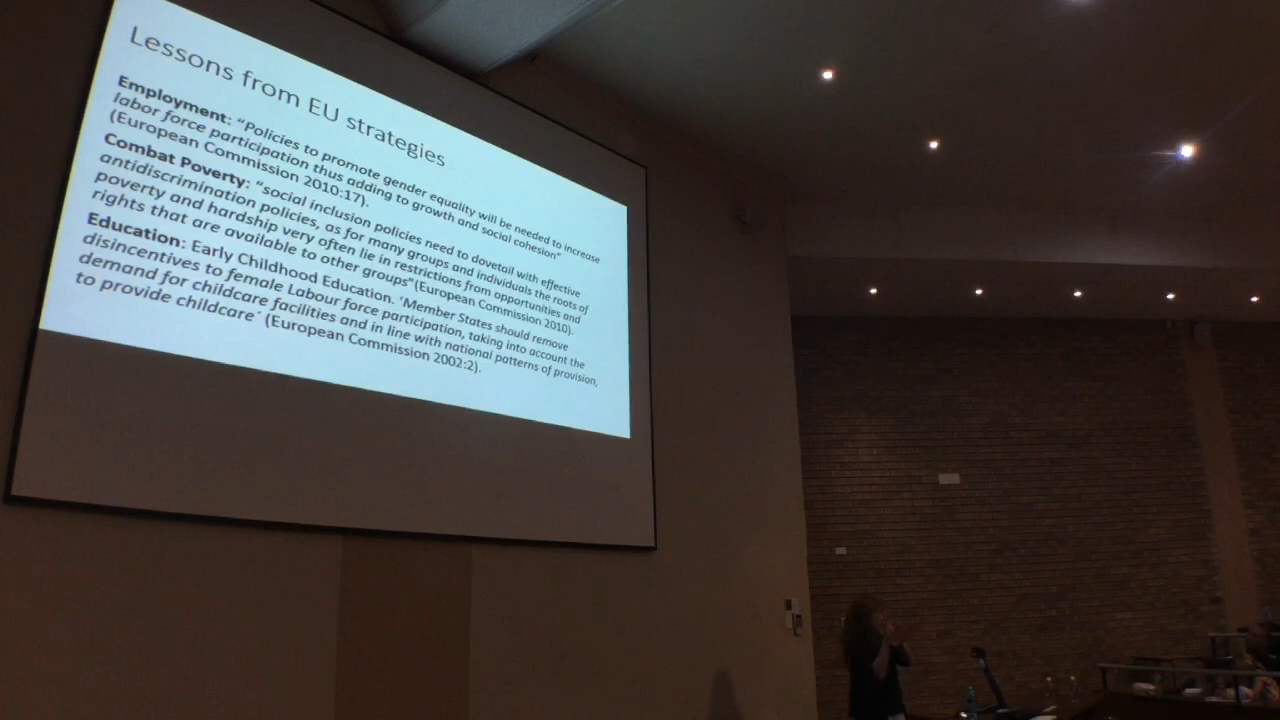 Lessons from EU strategies
Employment: “Policies to promote gender equality will be needed to increase
labor force participation thus adding to growth and social cohesion”
(European Commission 2010:17).
Combat Poverty: “social inclusion policies need to dovetail with effective
antidiscrimination policies, as for many groups and individuals the roots of
poverty and hardship very often lie in restrictions from opportunities and
rights that are available to other groups”(European Commission 2010).
Education: Early Childhood Education. ‘Member States should remove
disincentives to female Labour force participation, taking into account the
demand for childcare facilities and in line with national patterns of provision,
to provide childcare´ (European Commission 2002:2).